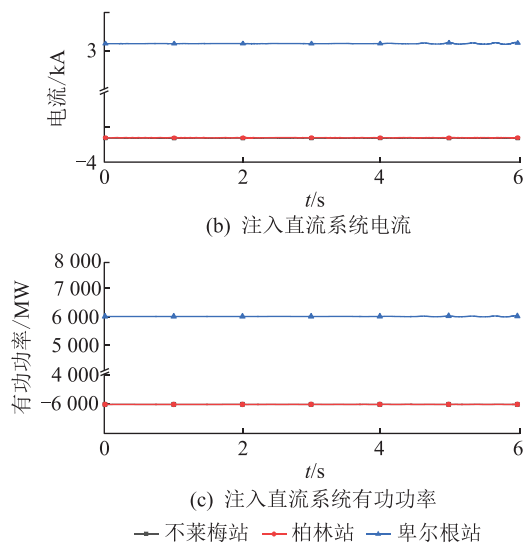 3
电流/kA
−4
0 2 4 6
t/s
(b) 注入直流系统电流
8 000
7 000
6 000
5 000
4 000
−6 000
有功功率/MW
0 2 4 6
t/s
(c) 注入直流系统有功功率
不莱梅站 柏林站 卑尔根站